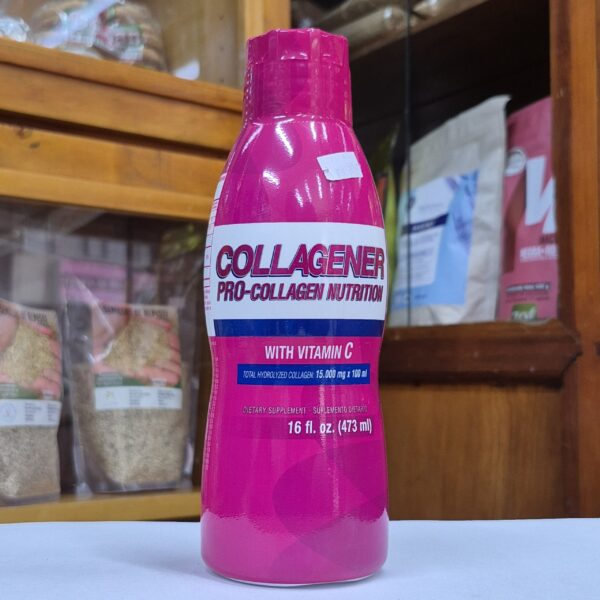 COLLAGENER
PRO-COLLAGEN NUTRITION
WITH VITAMIN C
TOTAL HYDROLYZED COLLAGEN: 15.000 mg x 100 ml
DIETARY SUPPLEMENT - SUPLEMENTO DIETARIO
16 fl. oz. (473 ml)